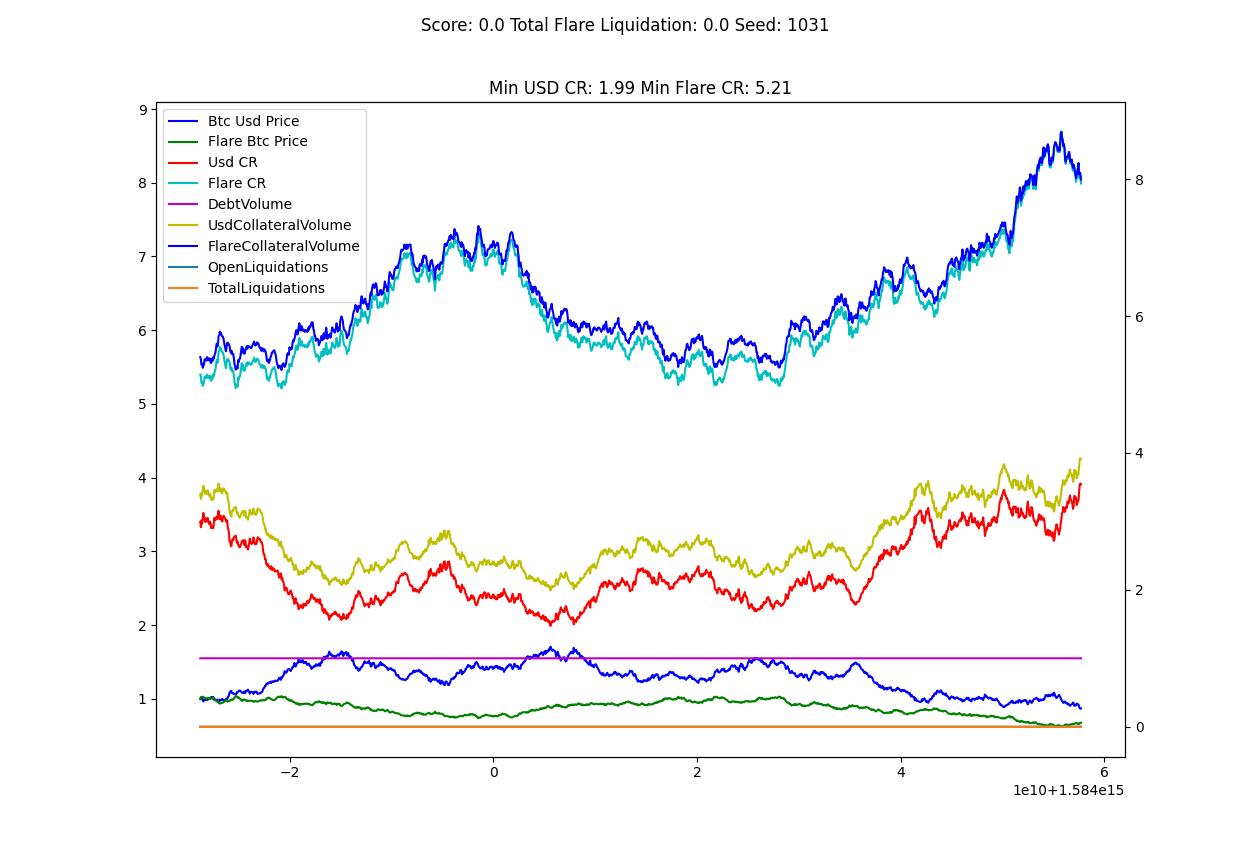 Score: 0.0 Total Flare Liquidation: 0.0 Seed: 1031
Min USD CR: 1.99 Min Flare CR: 5.21
Btc Usd Price
Flare Btc Price
Usd CR
Flare CR
DebtVolume
UsdCollateralVolume
FlareCollateralVolume
OpenLiquidations
TotalLiquidations
9
8
7
6
5
4
3
2
1
8
6
4
2
0
−2 0 2 4 6
1e10+1.584e15